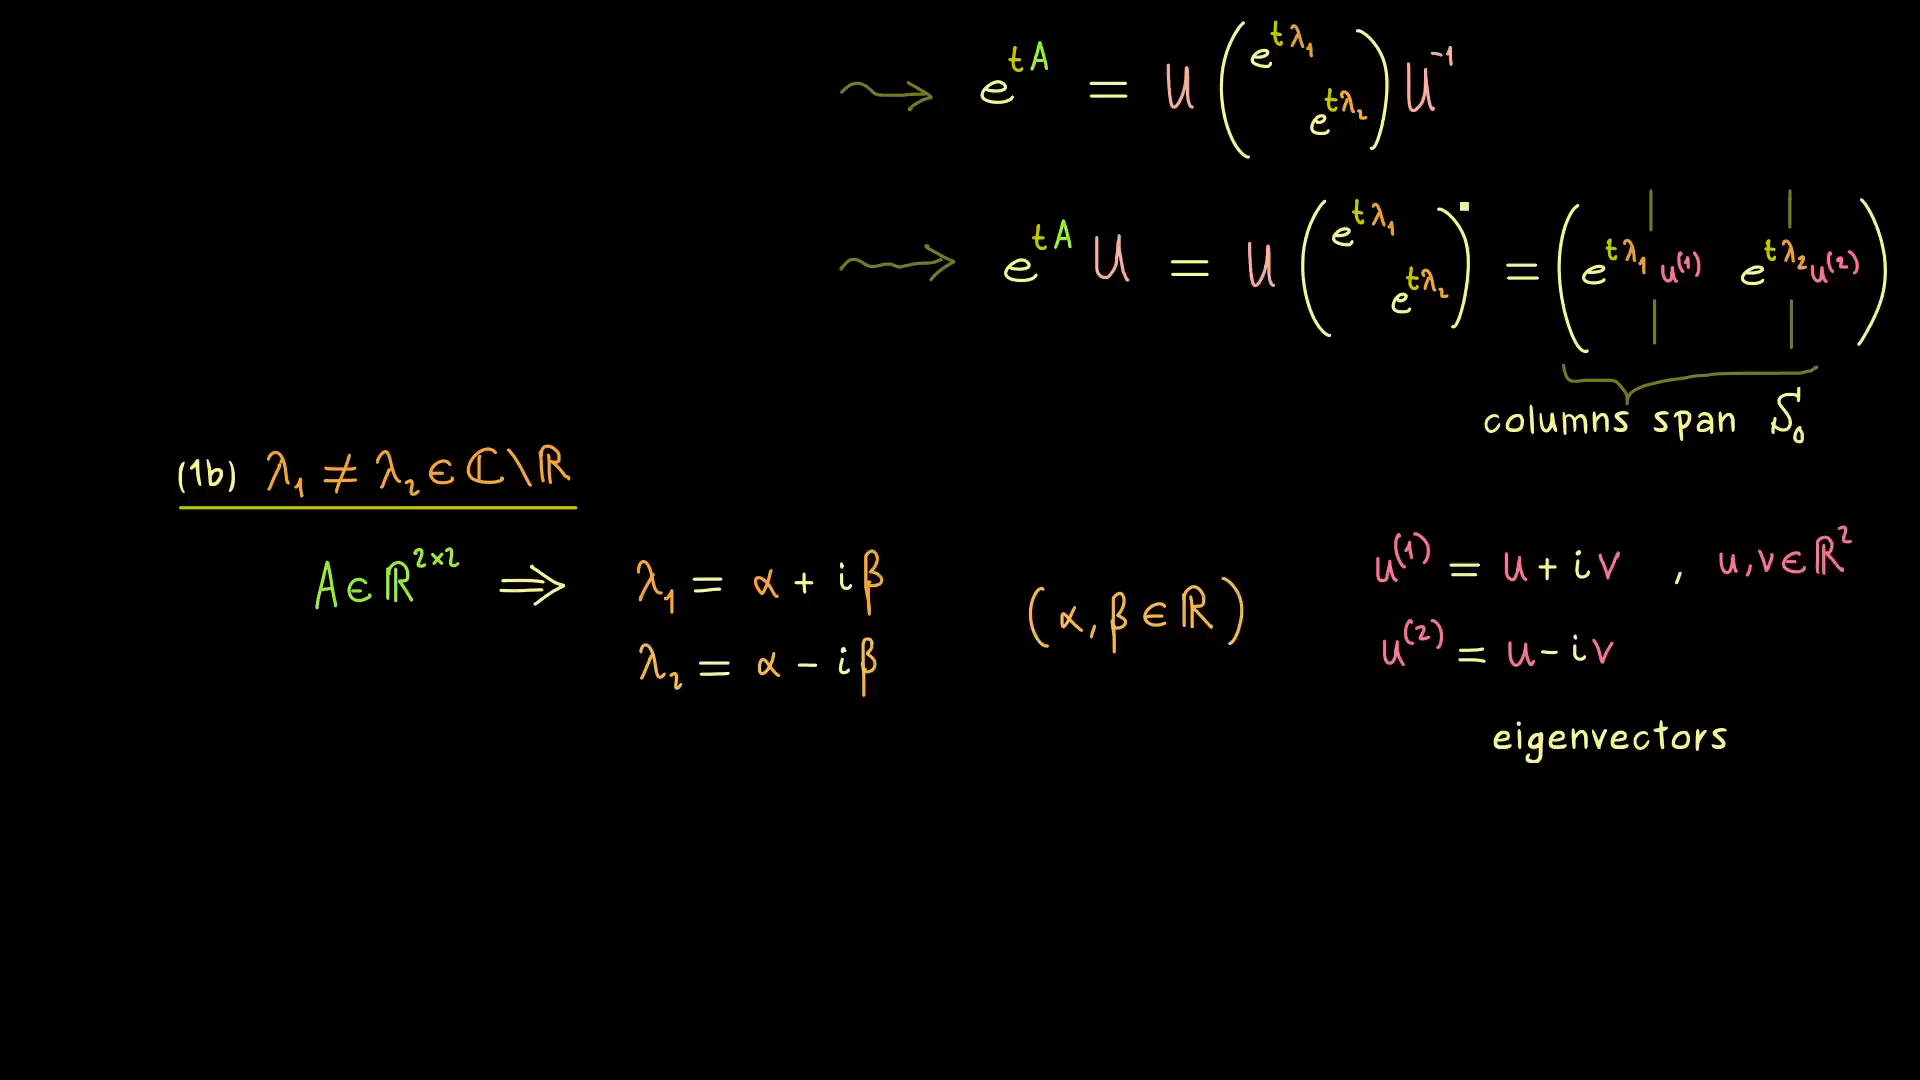 ⇝ e^{tA} = U ( e^{tλ₁} e^{tλ₂} ) U^{-1}
⇝ e^{tA} U = U ( e^{tλ₁} e^{tλ₂} ) = ( e^{tλ₁} u^{(1)} e^{tλ₂} u^{(2)} )
columns span S₀
(1b) λ₁ ≠ λ₂ ∈ ℂ\ℝ
A ∈ ℝ^{2×2} ⇒ λ₁ = α + iβ (α, β ∈ ℝ) u^{(1)} = u + iv , u, v ∈ ℝ²
λ₂ = α − iβ u^{(2)} = u − iv
eigenvectors